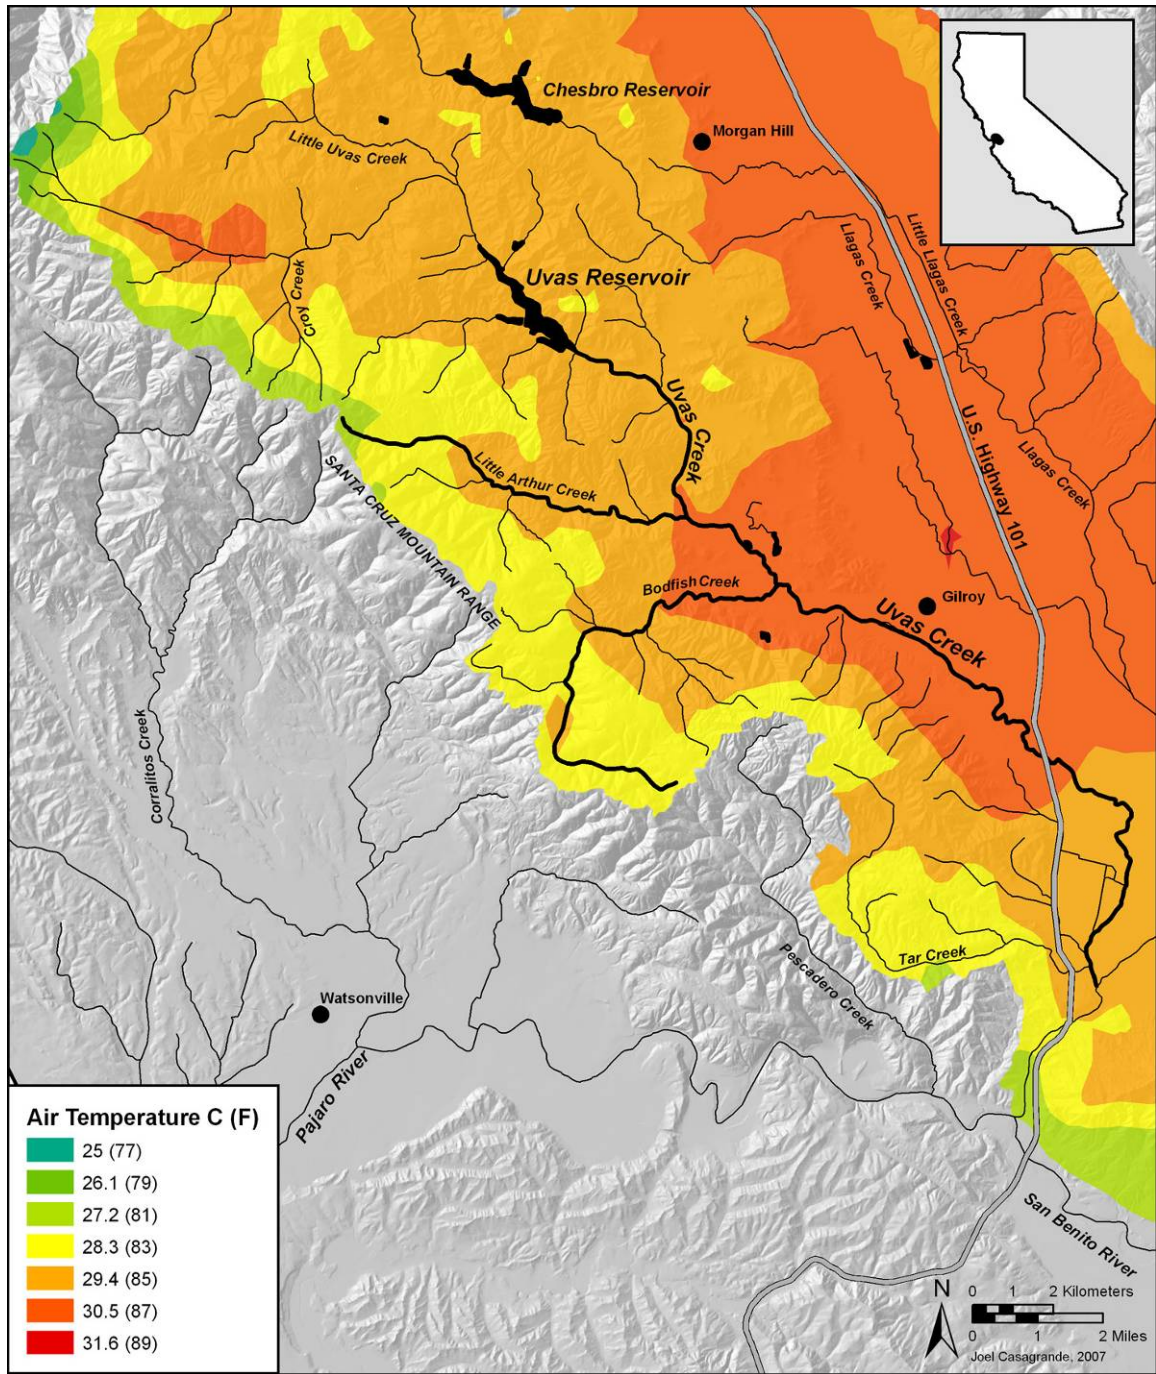 Chesbro Reservoir
Morgan Hill
Little Uvas Creek
Llagas Creek
Little Llagas Creek
Croy Creek
Uvas Reservoir
Uvas Creek
U.S. Highway 101
Llagas Creek
Little Arthur Creek
SANTA CRUZ MOUNTAIN RANGE
Bodfish Creek
Gilroy
Uvas Creek
Corralitos Creek
Tar Creek
Pescadero Creek
Watsonville
Pajaro River
San Benito River
Air Temperature C (F)
25 (77)
26.1 (79)
27.2 (81)
28.3 (83)
29.4 (85)
30.5 (87)
31.6 (89)
N
0 1 2 Kilometers
0 1 2 Miles
Joel Casagrande, 2007